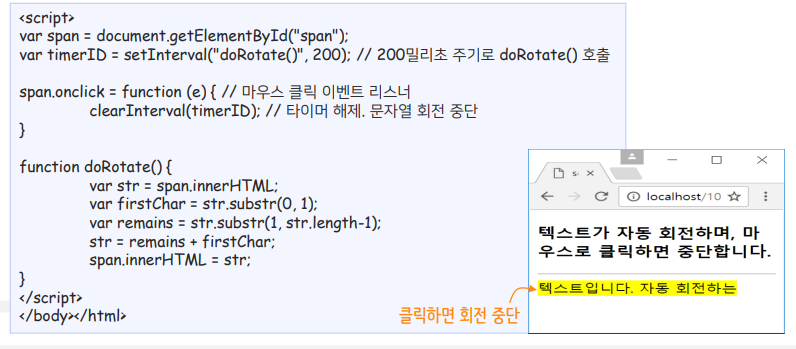 <script>
var span = document.getElementById("span");
var timerID = setInterval("doRotate()", 200); // 200밀리초 주기로 doRotate() 호출
span.onclick = function (e) { // 마우스 클릭 이벤트 리스너
clearInterval(timerID); // 타이머 해제. 문자열 회전 중단
}
function doRotate() {
var str = span.innerHTML;
var firstChar = str.substr(0, 1);
var remains = str.substr(1, str.length-1);
str = remains + firstChar;
span.innerHTML = str;
}
</script>
</body></html>
localhost/10
텍스트가 자동 회전하며, 마
우스로 클릭하면 중단합니다.
텍스트입니다. 자동 회전하는
클릭하면 회전 중단